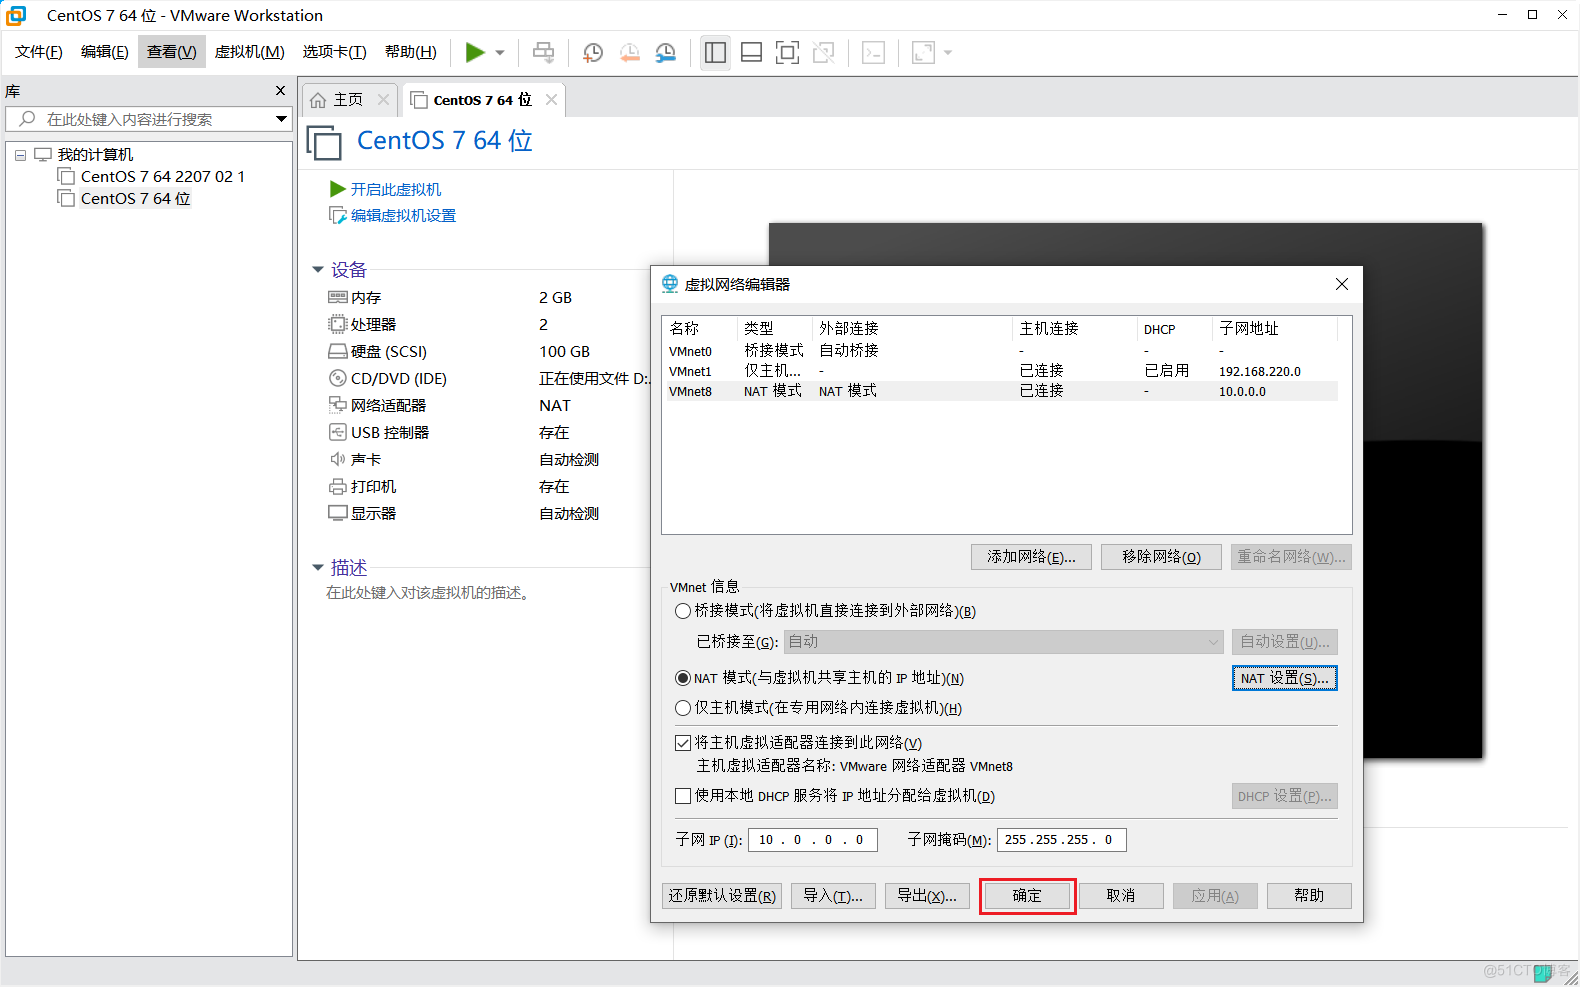 CentOS 7 64 位 - VMware Workstation
文件(F) 编辑(E) 查看(V) 虚拟机(M) 选项卡(T) 帮助(H)
库
在此处键入内容进行搜索
我的计算机
CentOS 7 64 2207 02 1
CentOS 7 64 位
主页 CentOS 7 64 位
CentOS 7 64 位
开启此虚拟机
编辑虚拟机设置
设备
内存 2 GB
处理器 2
硬盘 (SCSI) 100 GB
CD/DVD (IDE) 正在使用文件 D:.
网络适配器 NAT
USB 控制器 存在
声卡 自动检测
打印机 存在
显示器 自动检测
描述
在此处键入对该虚拟机的描述。
虚拟网络编辑器
名称 类型 外部连接 主机连接 DHCP 子网地址
VMnet0 桥接模式 自动桥接 - - -
VMnet1 仅主机... - 已连接 已启用 192.168.220.0
VMnet8 NAT 模式 NAT 模式 已连接 - 10.0.0.0
添加网络(E)... 移除网络(O) 重命名网络(W)...
VMnet 信息
桥接模式(将虚拟机直接连接到外部网络)(B)
已桥接至(G): 自动 自动设置(U)...
NAT 模式(与虚拟机共享主机的 IP 地址)(N) NAT 设置(S)...
仅主机模式(在专用网络内连接虚拟机)(H)
将主机虚拟适配器连接到此网络(V)
主机虚拟适配器名称: VMware 网络适配器 VMnet8
使用本地 DHCP 服务将 IP 地址分配给虚拟机(D) DHCP 设置(P)...
子网 IP (I): 10 . 0 . 0 . 0 子网掩码(M): 255 . 255 . 255 . 0
还原默认设置(R) 导入(T)... 导出(X)... 确定 取消 应用(A) 帮助
@51CTO博客